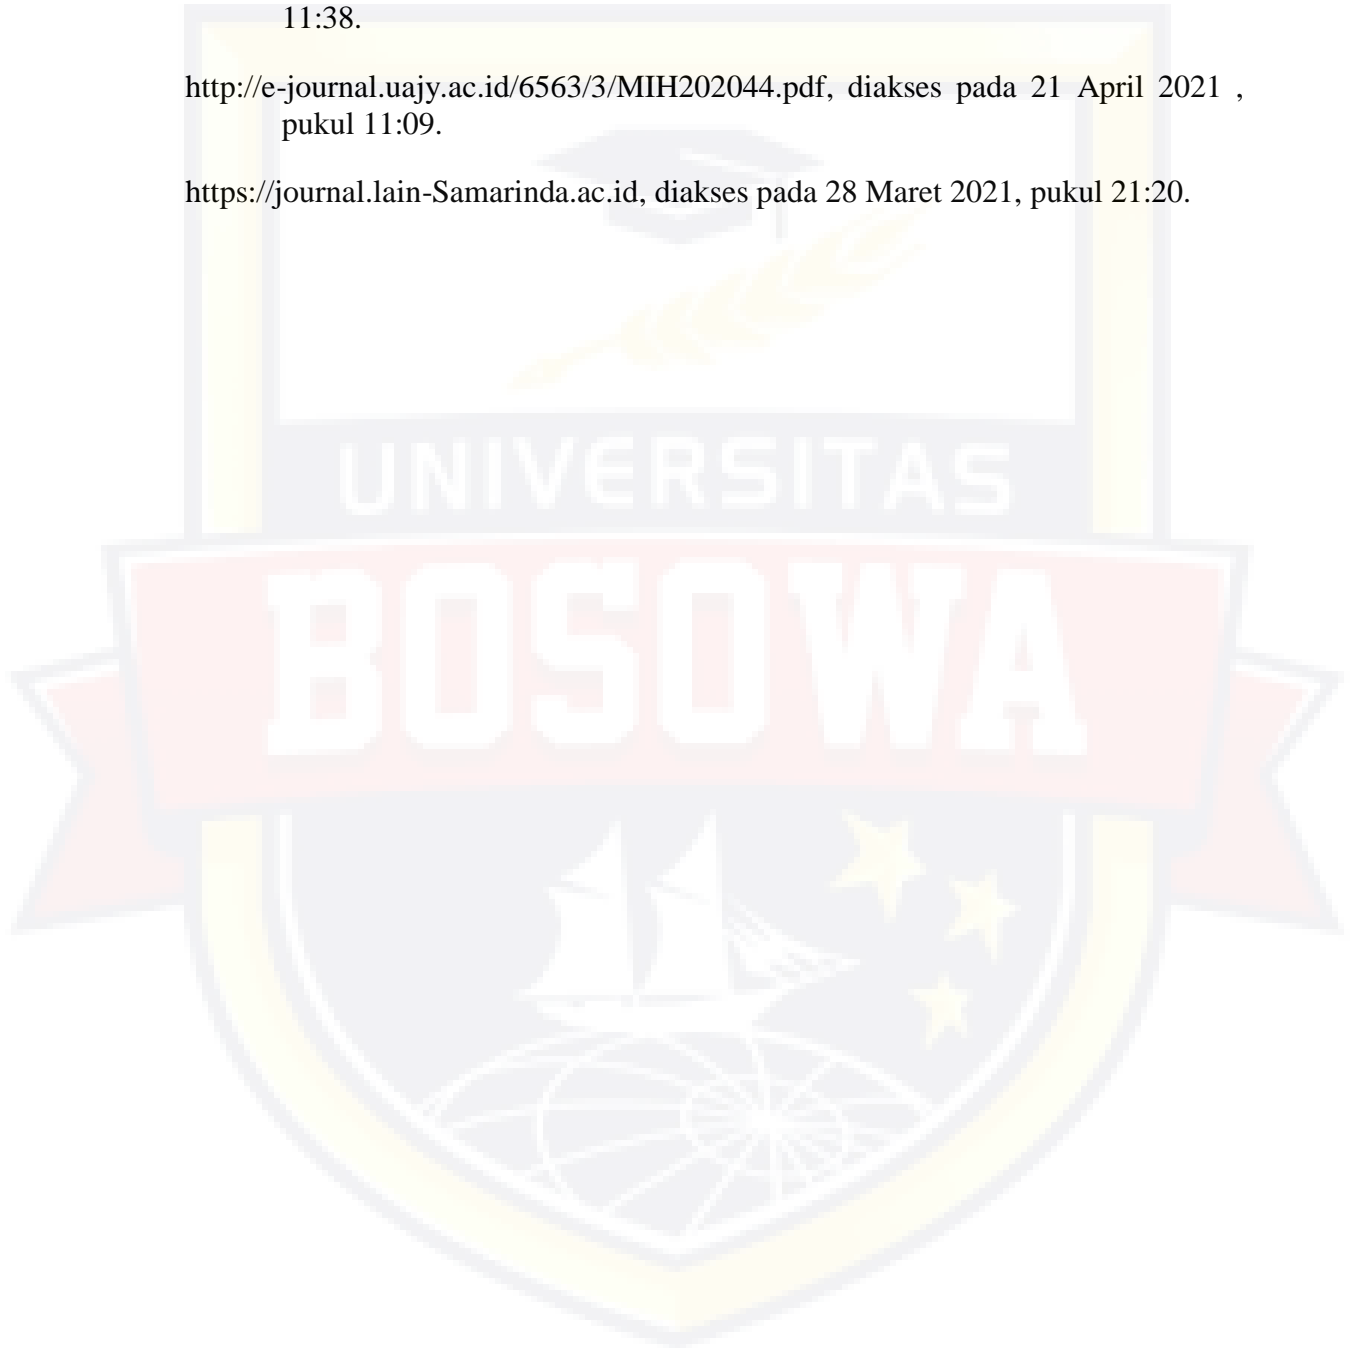 11:38.
http://e-journal.uajy.ac.id/6563/3/MIH202044.pdf, diakses pada 21 April 2021 ,
pukul 11:09.
https://journal.lain-Samarinda.ac.id, diakses pada 28 Maret 2021, pukul 21:20.
UNIVERSITAS
BOSOWA